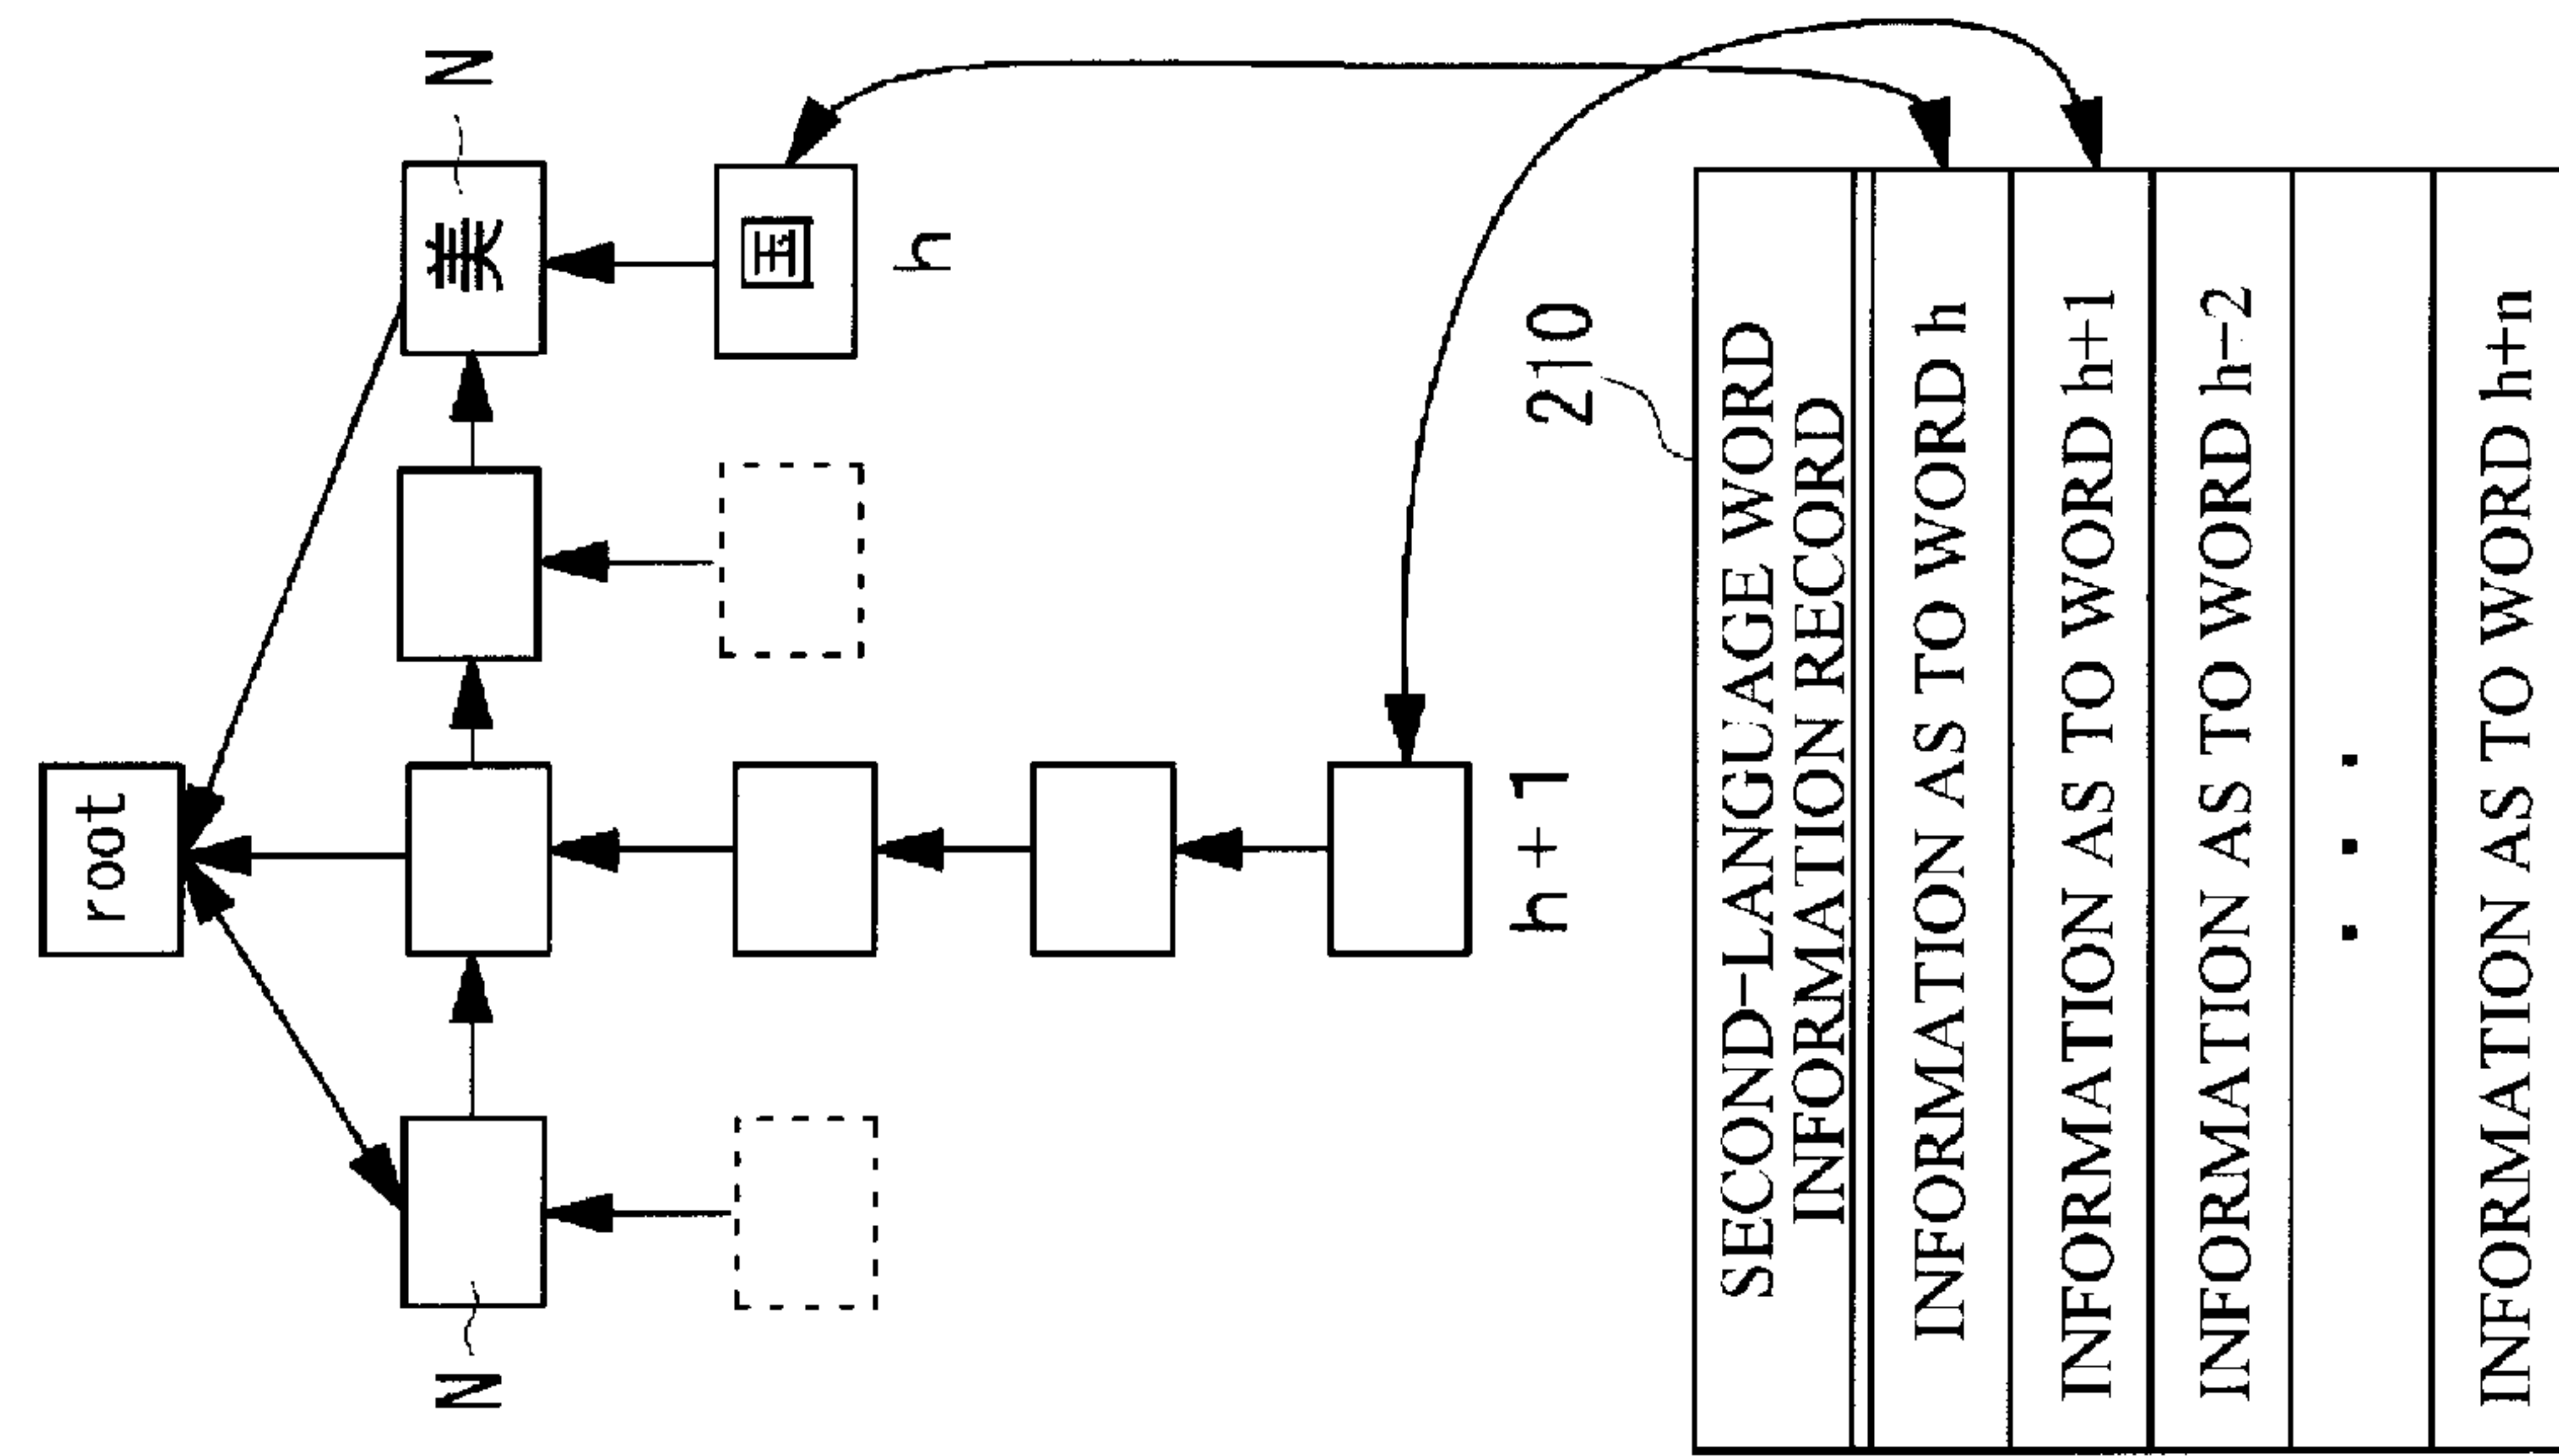 root
N
美
N
国
h
h+1
210
SECOND-LANGUAGE WORD
INFORMATION RECORD
INFORMATION AS TO WORD h
INFORMATION AS TO WORD h+1
INFORMATION AS TO WORD h-2
. . .
INFORMATION AS TO WORD h+n